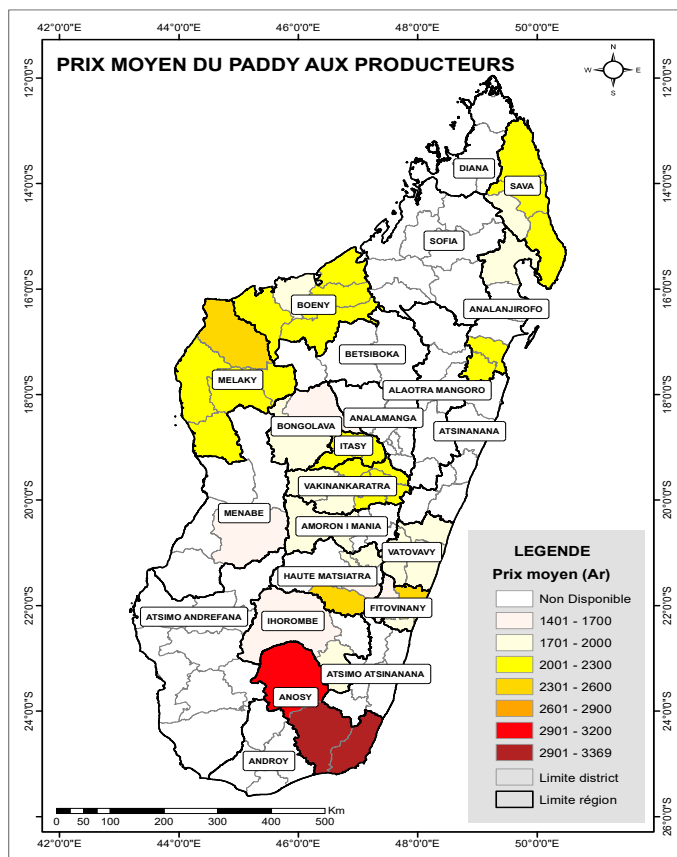 42°0'0"E 44°0'0"E 46°0'0"E 48°0'0"E 50°0'0"E
PRIX MOYEN DU PADDY AUX PRODUCTEURS
N
W E
S
12°0'0"S 12°0'0"S
DIANA
14°0'0"S 14°0'0"S
SAVA
SOFIA
16°0'0"S 16°0'0"S
BOENY
ANALANJIROFO
BETSIBOKA
MELAKY
ALAOTRA MANGORO
18°0'0"S 18°0'0"S
ANALAMANGA
BONGOLAVA
ATSINANANA
ITASY
VAKINANKARATRA
20°0'0"S 20°0'0"S
MENABE
AMORON I MANIA
VATOVAVY
HAUTE MATSIATRA
FITOVINANY
22°0'0"S 22°0'0"S
ATSIMO ANDREFANA
IHOROMBE
ATSIMO ATSINANANA
ANOSY
24°0'0"S 24°0'0"S
ANDROY
LEGENDE
Prix moyen (Ar)
Non Disponible
1401 - 1700
1701 - 2000
2001 - 2300
2301 - 2600
2601 - 2900
2901 - 3200
2901 - 3369
Limite district
Limite région
Km
0 50 100 200 300 400 500
26°0'0"S 26°0'0"S
42°0'0"E 44°0'0"E 46°0'0"E 48°0'0"E 50°0'0"E